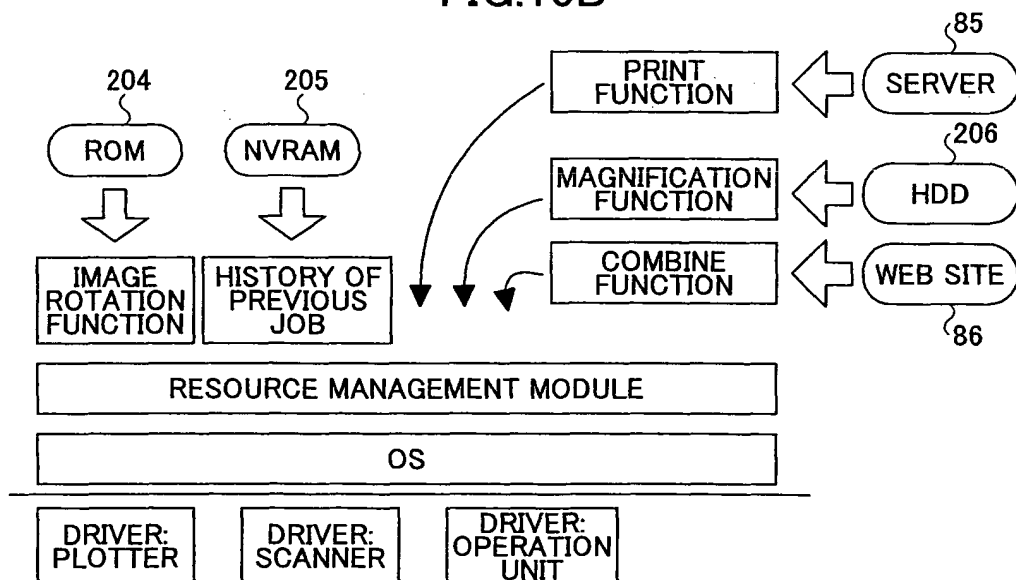 FIG.10B
85
204
205
PRINT
FUNCTION
SERVER
206
ROM
NVRAM
MAGNIFICATION
FUNCTION
HDD
IMAGE
ROTATION
FUNCTION
HISTORY OF
PREVIOUS
JOB
COMBINE
FUNCTION
WEB SITE
86
RESOURCE MANAGEMENT MODULE
OS
DRIVER:
PLOTTER
DRIVER:
SCANNER
DRIVER:
OPERATION
UNIT